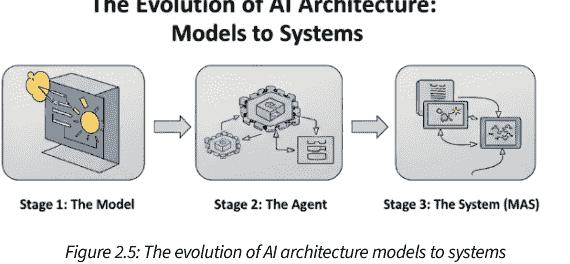 The Evolution of AI Architecture:
Models to Systems
Stage 1: The Model
Stage 2: The Agent
Stage 3: The System (MAS)
Figure 2.5: The evolution of AI architecture models to systems